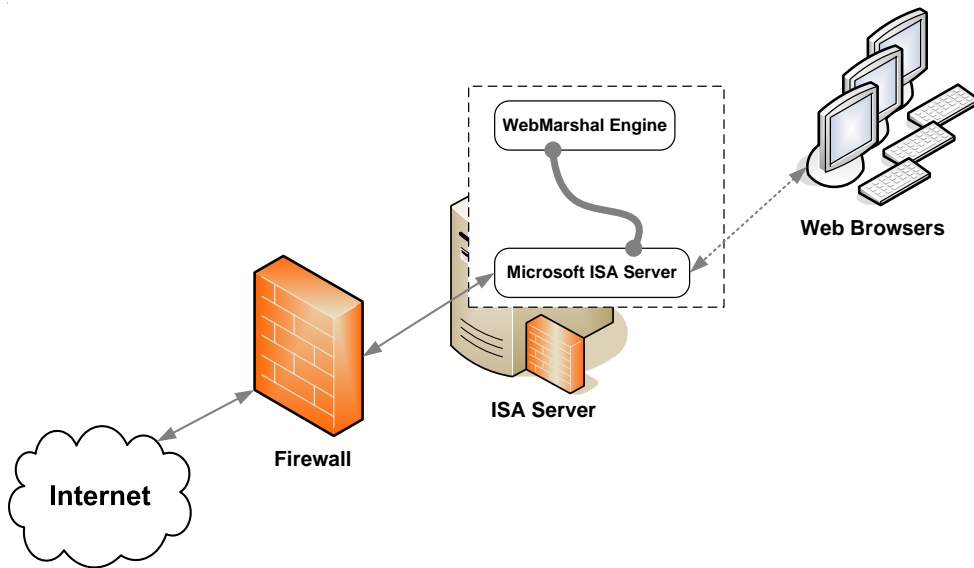 WebMarshal Engine
Web Browsers
Microsoft ISA Server
ISA Server
Firewall
Internet